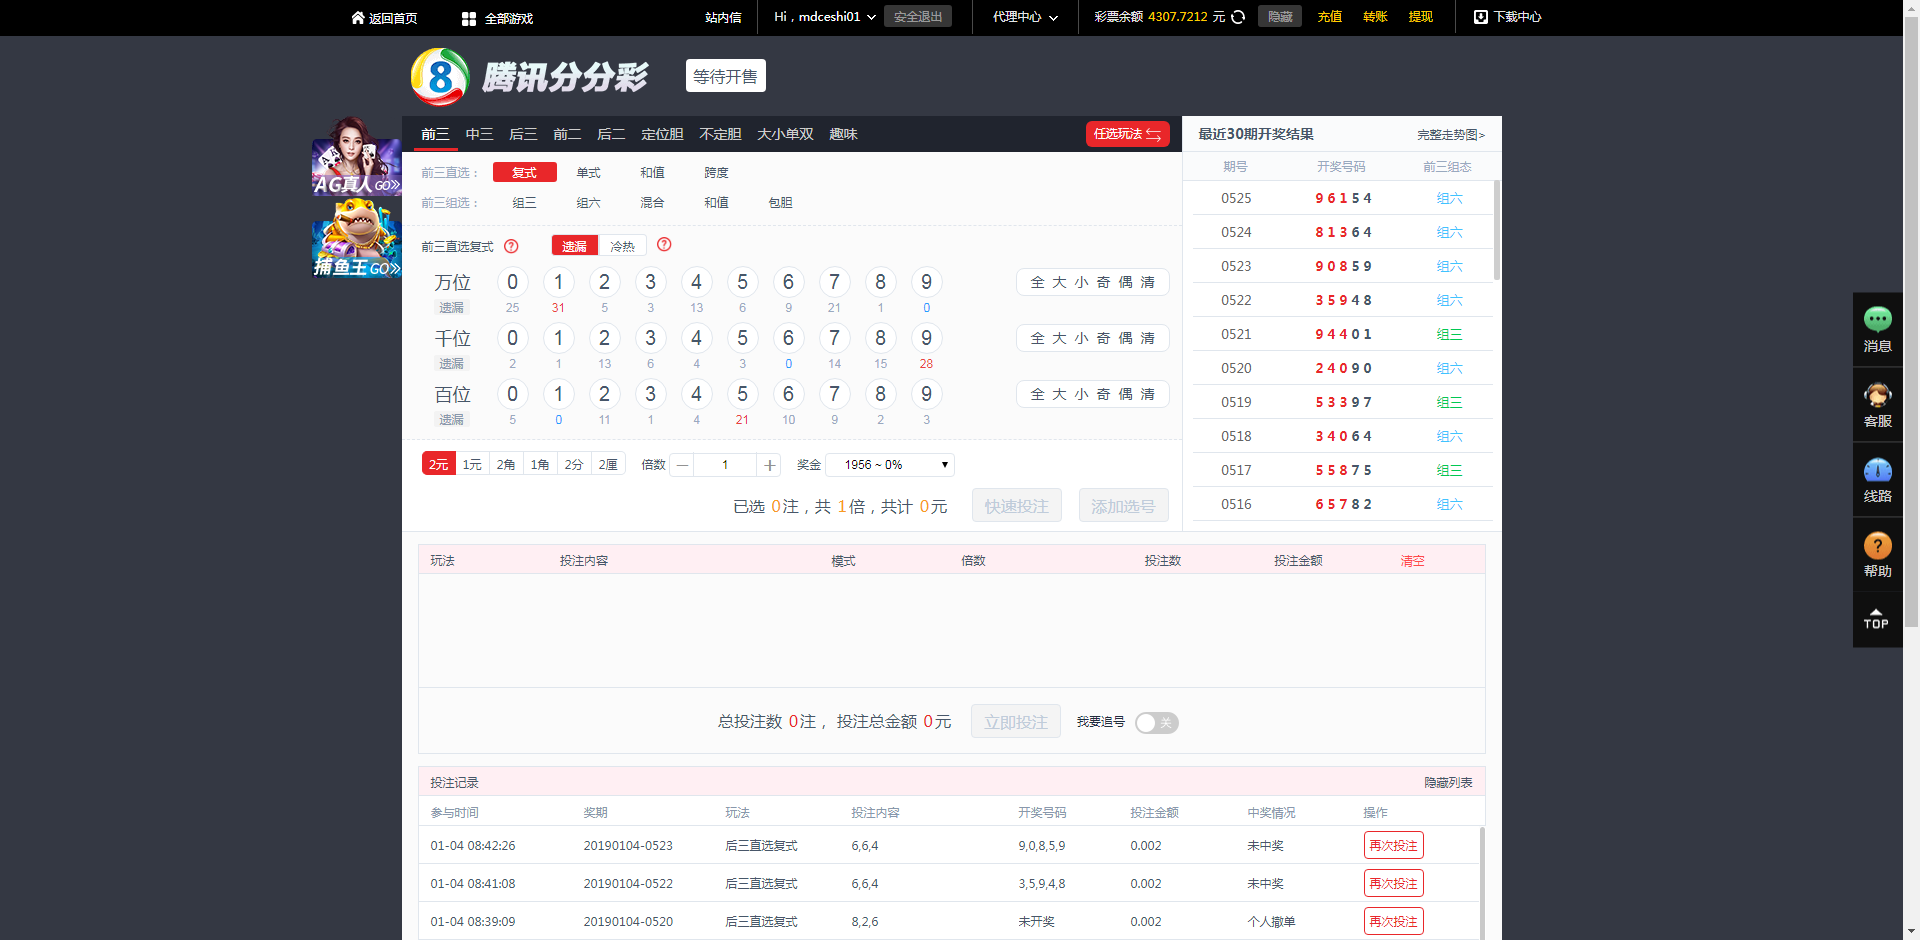 返回首页 全部游戏 站内信 Hi，mdceshi01 安全退出 代理中心 彩票余额 4307.7212 元 隐藏 充值 转账 提现 下载中心
8 腾讯分分彩 等待开售
前三 中三 后三 前二 后二 定位胆 不定胆 大小单双 趣味 任选玩法
前三直选： 复式 单式 和值 跨度
前三组选： 组三 组六 混合 和值 包胆
前三直选复式 ? 遗漏 冷热 ?
万位 0 1 2 3 4 5 6 7 8 9 全 大 小 奇 偶 清
遗漏 25 31 5 3 13 6 9 21 1 0
千位 0 1 2 3 4 5 6 7 8 9 全 大 小 奇 偶 清
遗漏 2 1 13 6 4 3 0 14 15 28
百位 0 1 2 3 4 5 6 7 8 9 全 大 小 奇 偶 清
遗漏 5 0 11 1 4 21 10 9 2 3
2元 1元 2角 1角 2分 2厘 倍数 — 1 + 奖金 1956 ~ 0%
已选 0注，共 1倍，共计 0元 快速投注 添加选号
最近30期开奖结果 完整走势图>
期号 开奖号码 前三组态
0525 9 6 1 5 4 组六
0524 8 1 3 6 4 组六
0523 9 0 8 5 9 组六
0522 3 5 9 4 8 组六
0521 9 4 4 0 1 组三
0520 2 4 0 9 0 组六
0519 5 3 3 9 7 组三
0518 3 4 0 6 4 组六
0517 5 5 8 7 5 组三
0516 6 5 7 8 2 组六
AG真人 GO»
捕鱼王 GO»
消息
客服
线路
?
帮助
TOP
玩法 投注内容 模式 倍数 投注数 投注金额 清空
总投注数 0注， 投注总金额 0元 立即投注 我要追号 关
投注记录 隐藏列表
参与时间 奖期 玩法 投注内容 开奖号码 投注金额 中奖情况 操作
01-04 08:42:26 20190104-0523 后三直选复式 6,6,4 9,0,8,5,9 0.002 未中奖 再次投注
01-04 08:41:08 20190104-0522 后三直选复式 6,6,4 3,5,9,4,8 0.002 未中奖 再次投注
01-04 08:39:09 20190104-0520 后三直选复式 8,2,6 未开奖 0.002 个人撤单 再次投注